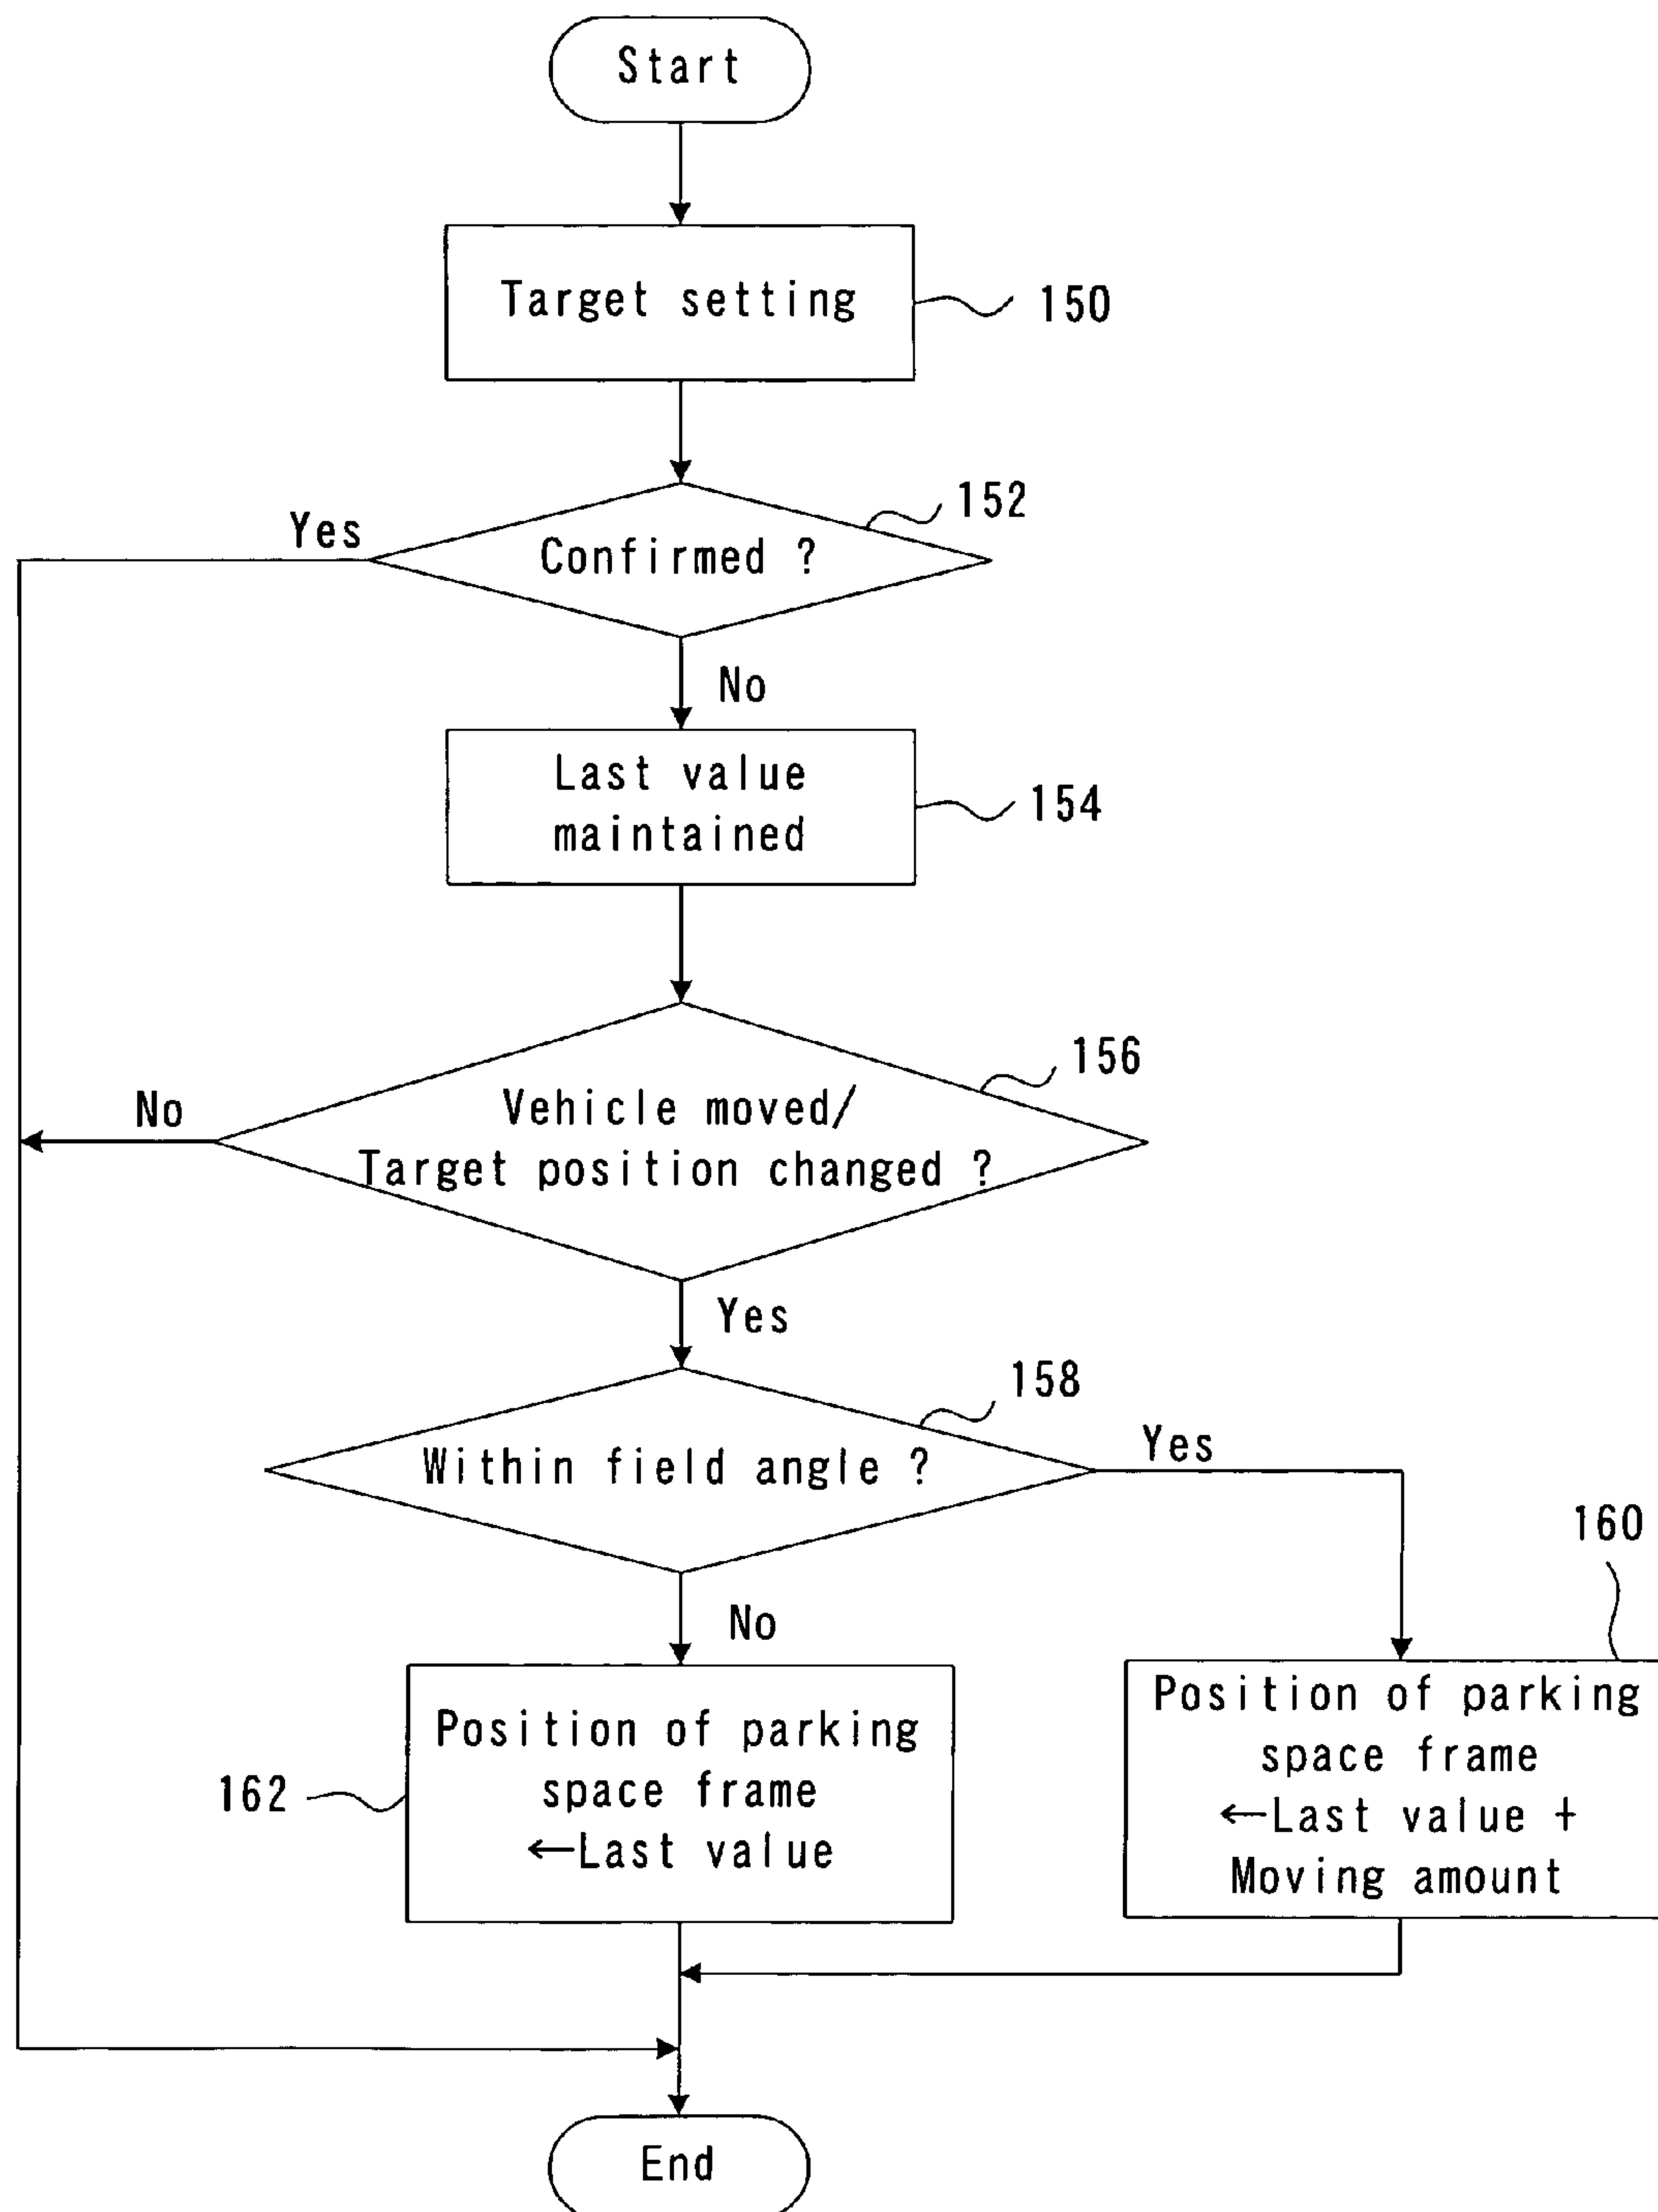 Start
Target setting
150
152
Yes
Confirmed ?
No
Last value
maintained
154
156
No
Vehicle moved/
Target position changed ?
Yes
158
Within field angle ?
Yes
160
No
Position of parking
space frame
←Last value
162
Position of parking
space frame
←Last value +
Moving amount
End